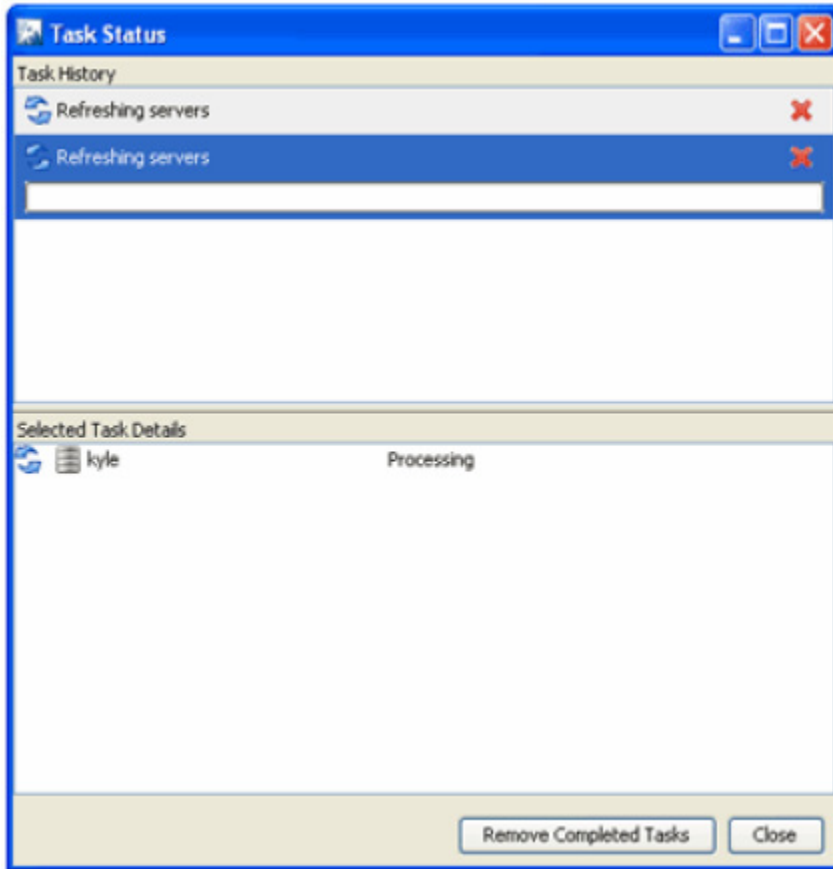 Task Status
Task History
Refreshing servers
Refreshing servers
Selected Task Details
kyle Processing
Remove Completed Tasks Close